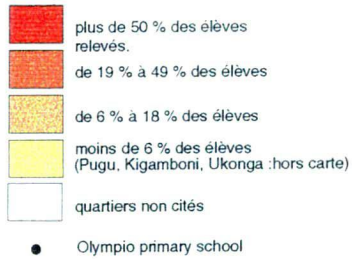 plus de 50 % des élèves
relevés.
de 19 % à 49 % des élèves
de 6 % à 18 % des élèves
moins de 6 % des élèves
(Pugu, Kigamboni, Ukonga :hors carte)
quartiers non cités
Olympio primary school